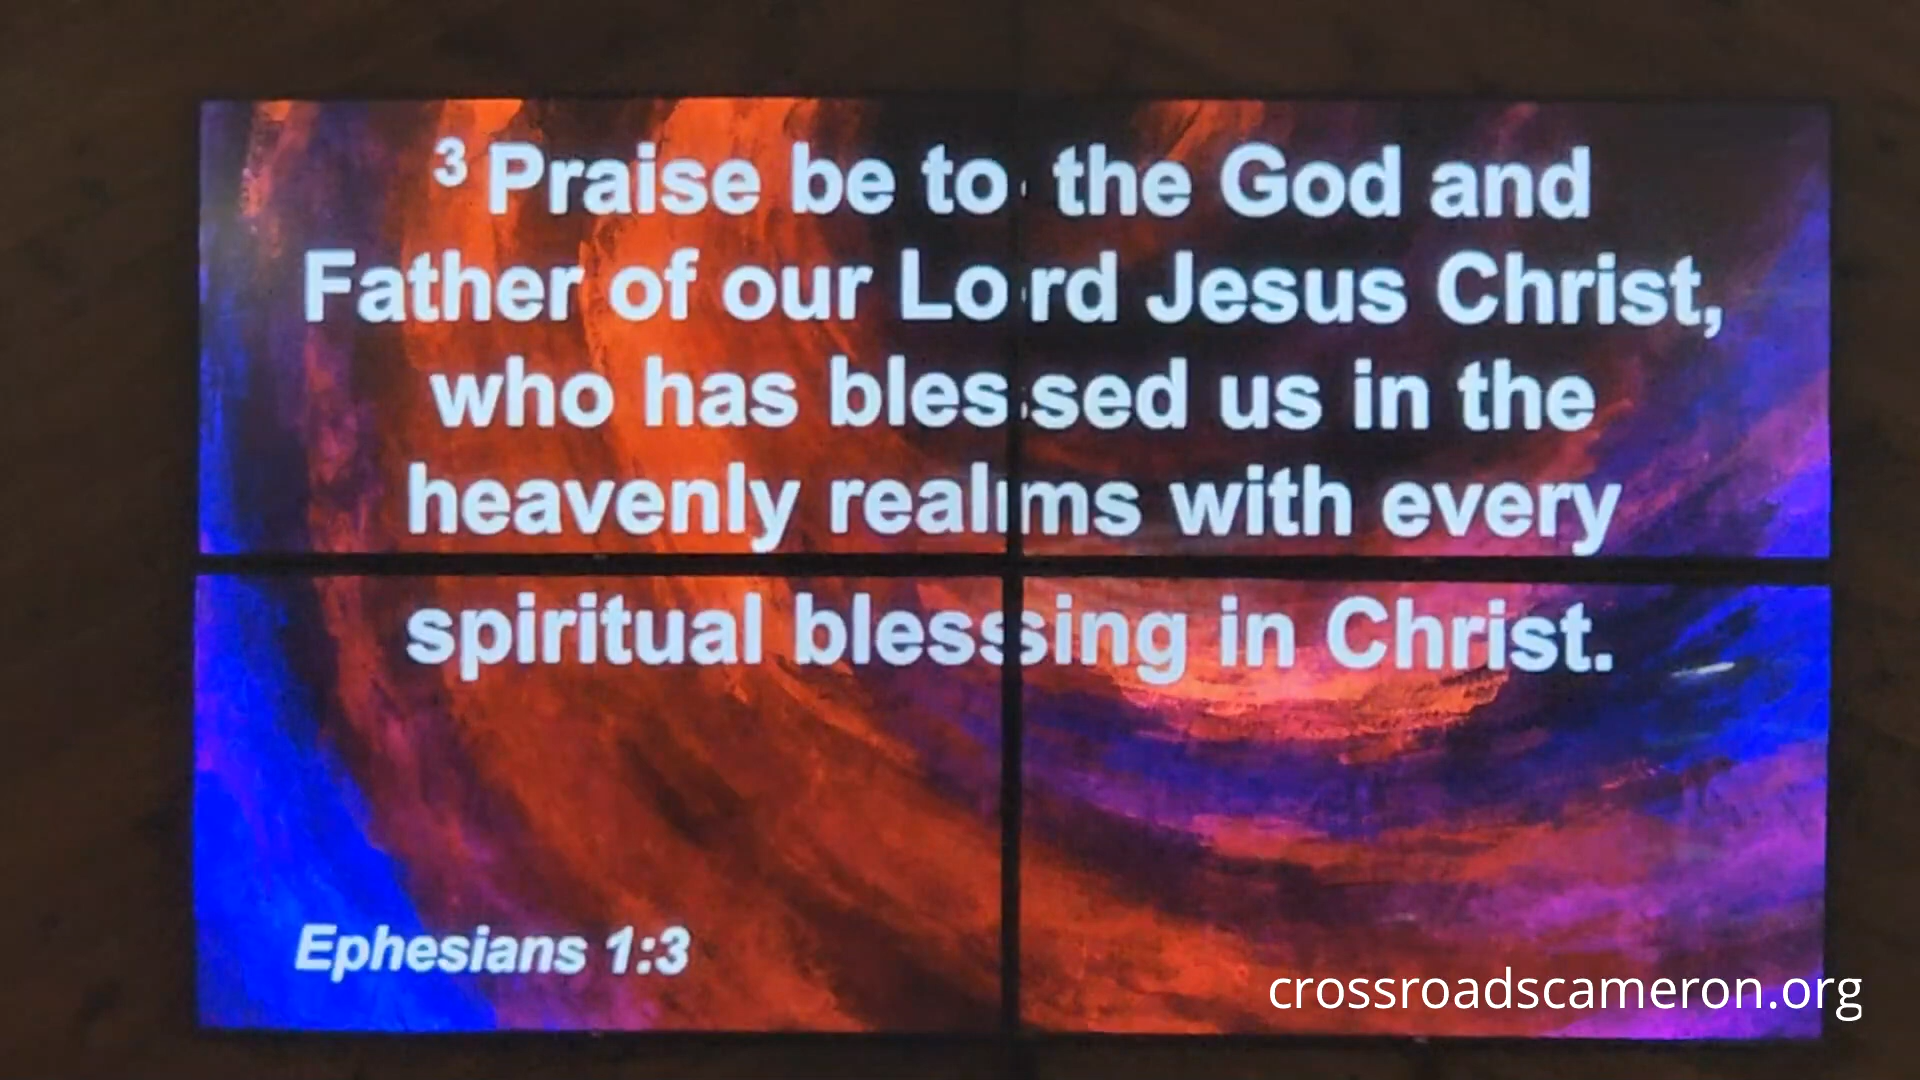 3 Praise be to the God and
Father of our Lord Jesus Christ,
who has blessed us in the
heavenly realms with every
spiritual blessing in Christ.
Ephesians 1:3
crossroadscameron.org